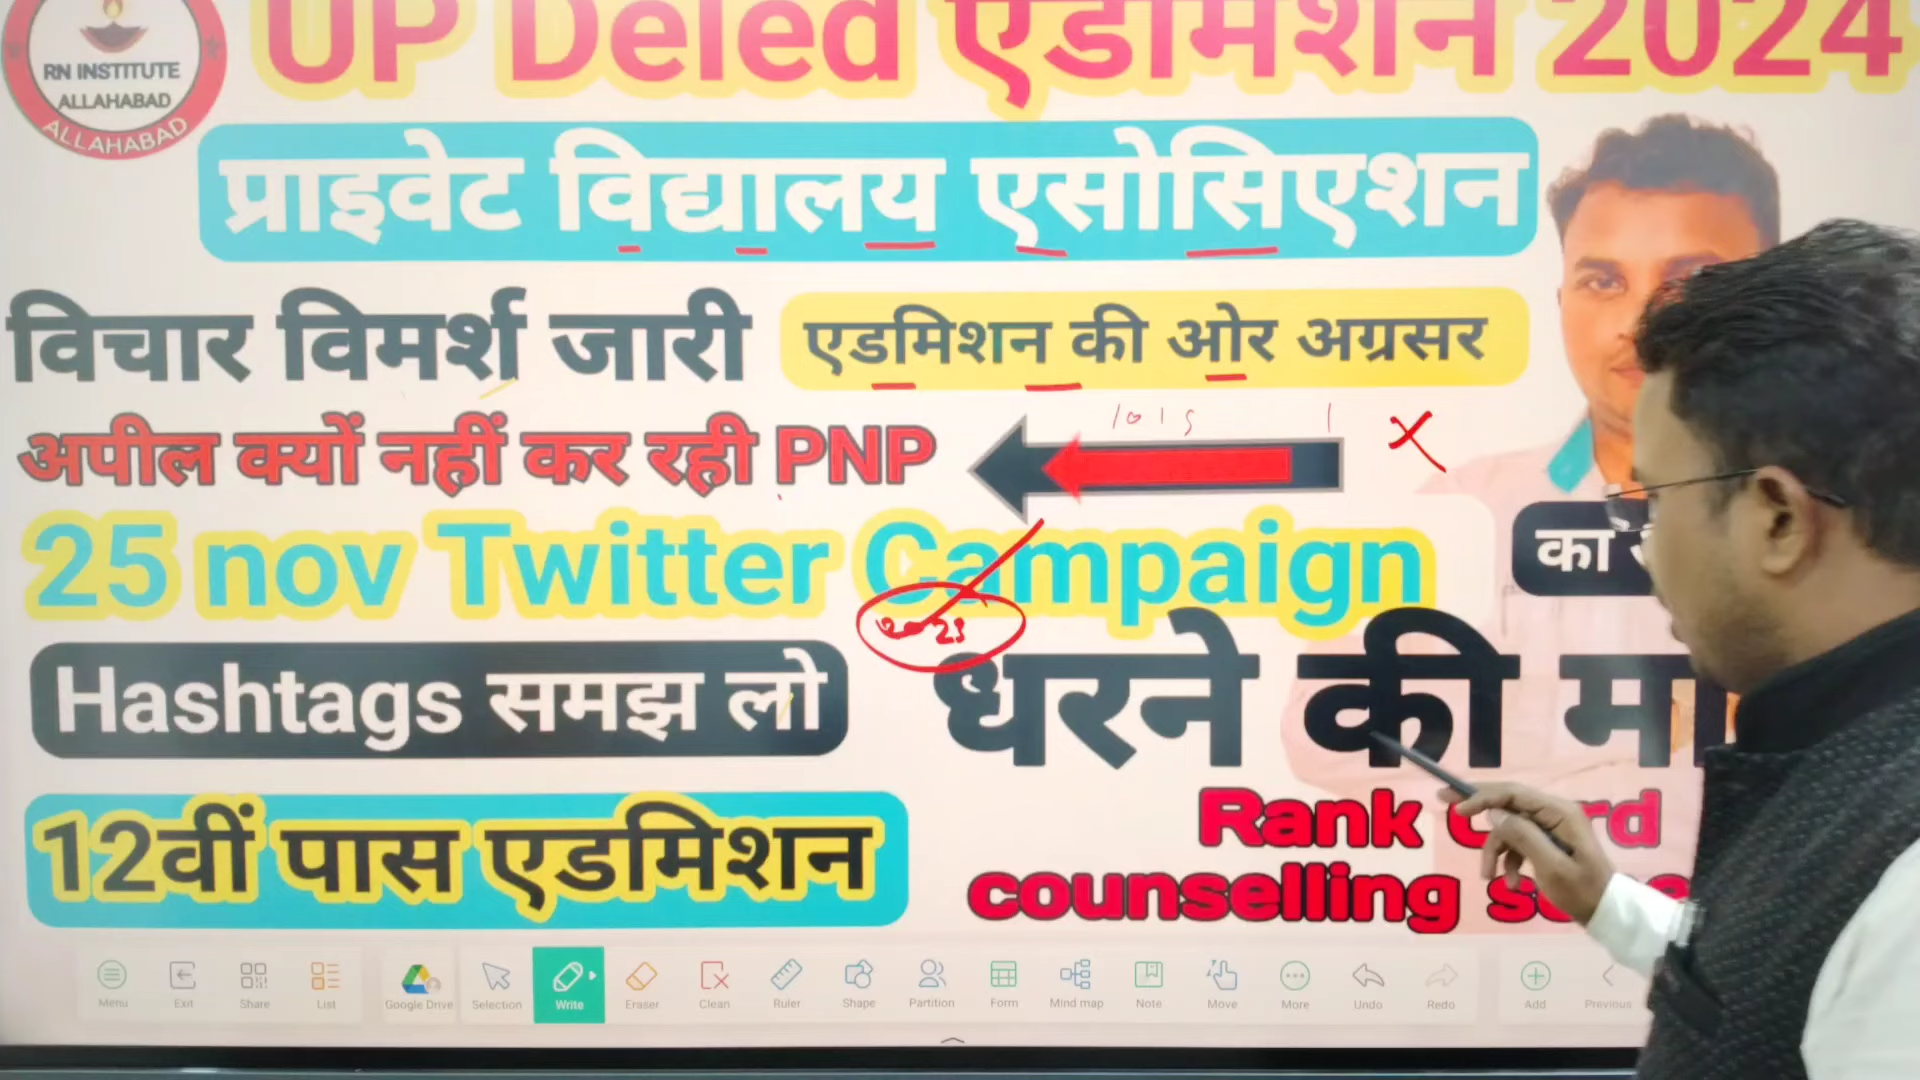 UP Deled एडमिशन 2024
RN INSTITUTE
ALLAHABAD
ALLAHABAD
प्राइवेट विद्यालय एसोसिएशन
विचार विमर्श जारी
एडमिशन की ओर अग्रसर
अपील क्यों नहीं कर रही PNP
25 nov Twitter Campaign
का
Hashtags समझ लो
धरने की
12वीं पास एडमिशन
Rank
counselling
Menu
Exit
Share
List
Google Drive
Selection
Write
Eraser
Clean
Ruler
Shape
Partition
Form
Mind map
Note
Move
More
Undo
Redo
Add
Previous